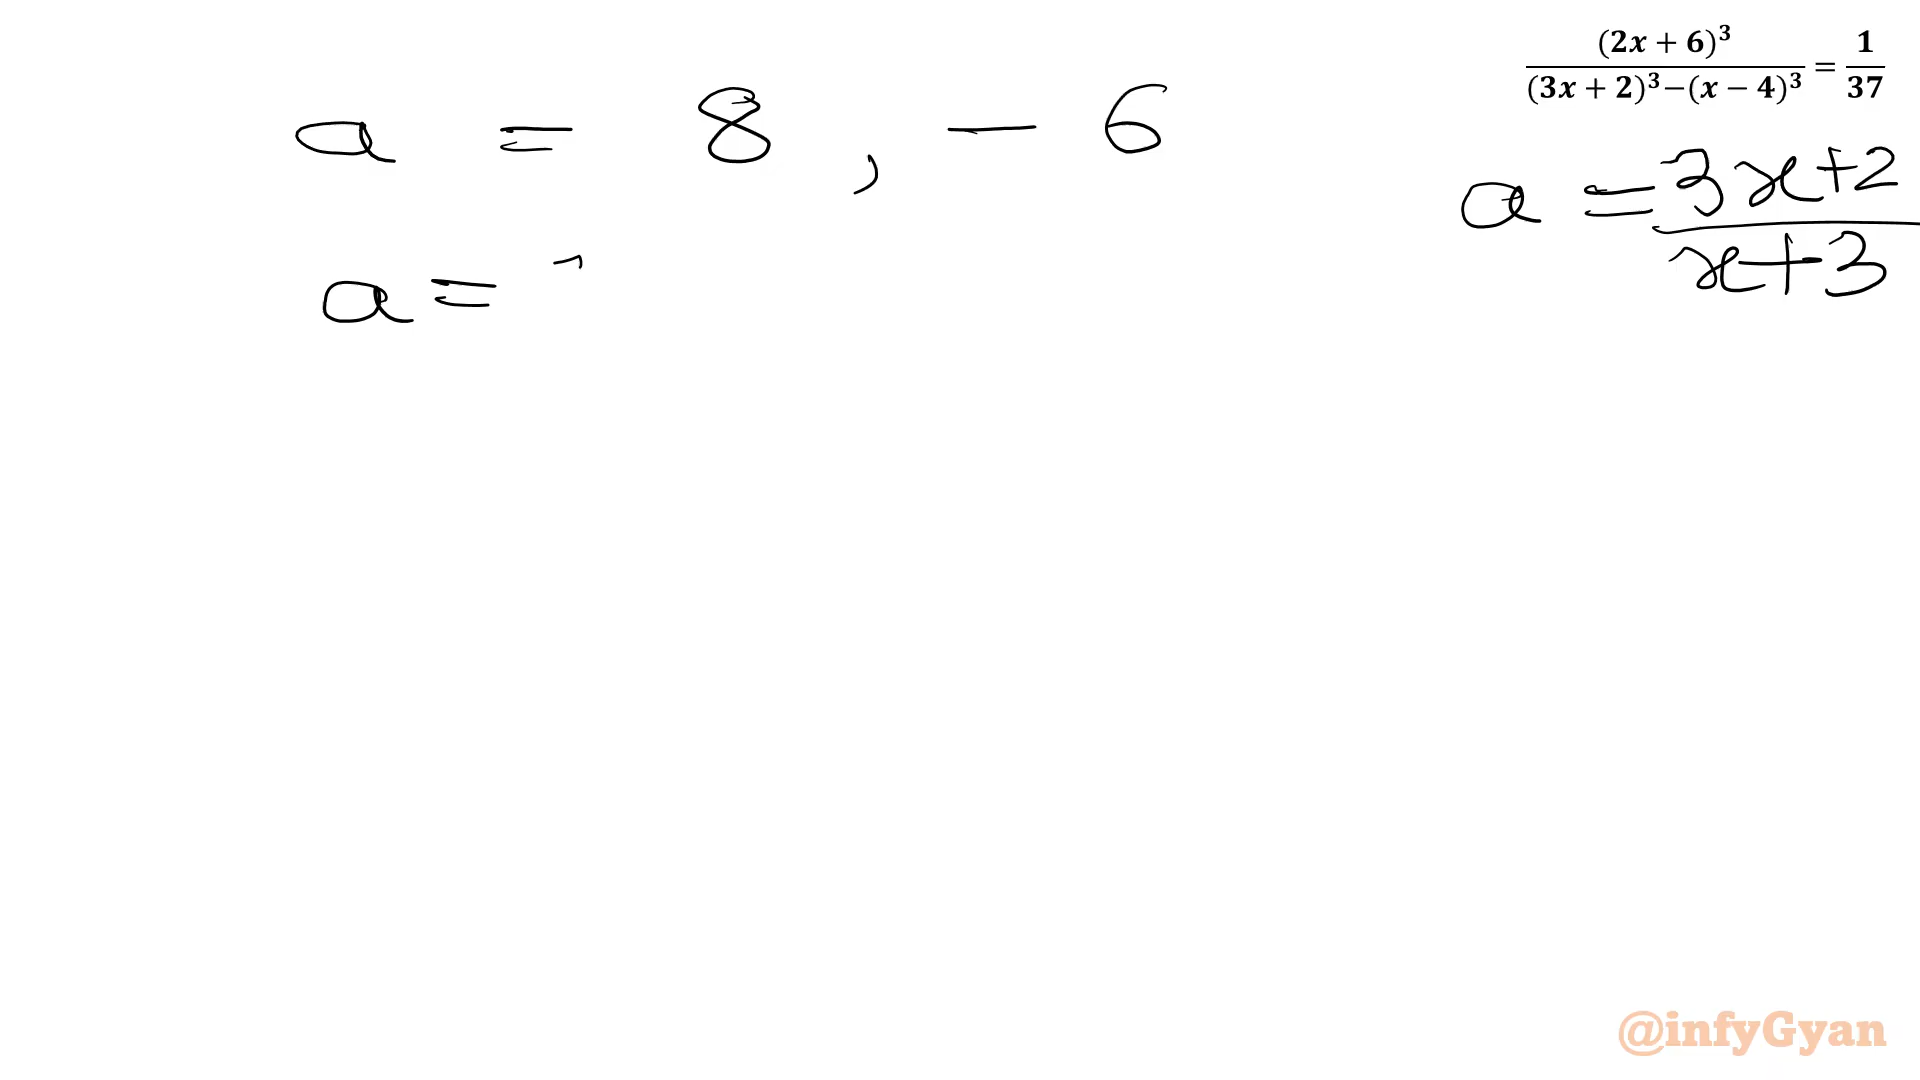 (2x + 6)³
(3x + 2)³−(x − 4)³ = 1
37
a = 8 , − 6
a = 3x+2
x+3
a =
@infyGyan